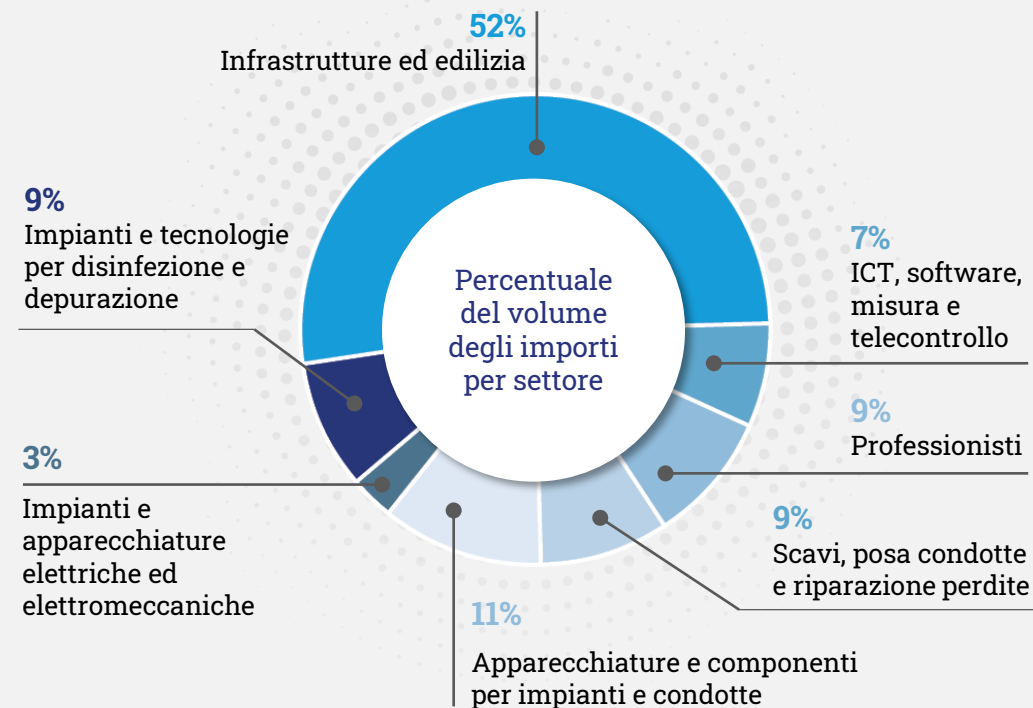 52%
Infrastrutture ed edilizia
9%
Impianti e tecnologie
per disinfezione e
depurazione
Percentuale
del volume
degli importi
per settore
7%
ICT, software,
misura e
telecontrollo
9%
Professionisti
3%
Impianti e
apparecchiature
elettriche ed
elettromeccaniche
9%
Scavi, posa condotte
e riparazione perdite
11%
Apparecchiature e componenti
per impianti e condotte